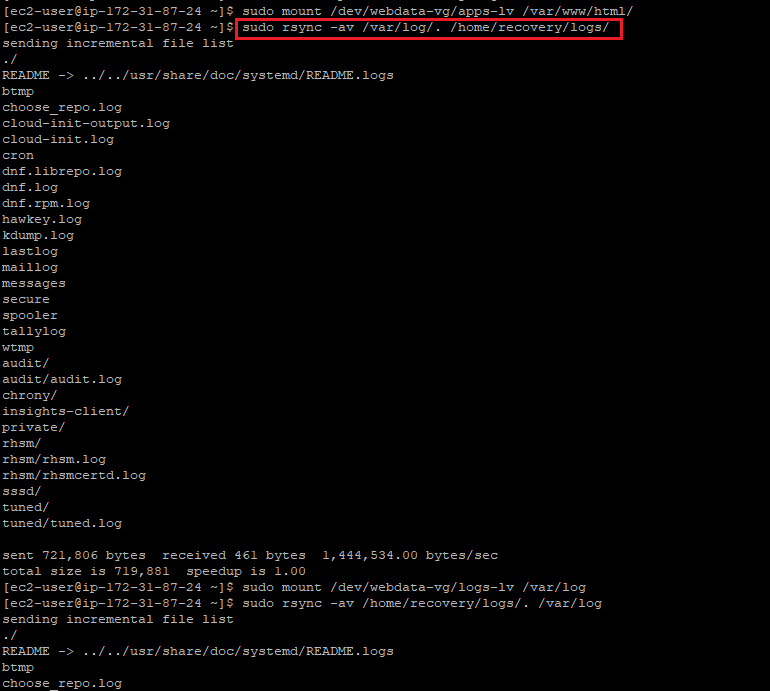 [ec2-user@ip-172-31-87-24 ~]$ sudo mount /dev/webdata-vg/apps-lv /var/www/html/
[ec2-user@ip-172-31-87-24 ~]$ sudo rsync -av /var/log/. /home/recovery/logs/
sending incremental file list
./
README -> ../../usr/share/doc/systemd/README.logs
btmp
choose_repo.log
cloud-init-output.log
cloud-init.log
cron
dnf.librepo.log
dnf.log
dnf.rpm.log
hawkey.log
kdump.log
lastlog
maillog
messages
secure
spooler
tallylog
wtmp
audit/
audit/audit.log
chrony/
insights-client/
private/
rhsm/
rhsm/rhsm.log
rhsm/rhsmcertd.log
sssd/
tuned/
tuned/tuned.log
sent 721,806 bytes  received 461 bytes  1,444,534.00 bytes/sec
total size is 719,881  speedup is 1.00
[ec2-user@ip-172-31-87-24 ~]$ sudo mount /dev/webdata-vg/logs-lv /var/log
[ec2-user@ip-172-31-87-24 ~]$ sudo rsync -av /home/recovery/logs/. /var/log
sending incremental file list
./
README -> ../../usr/share/doc/systemd/README.logs
btmp
choose_repo.log